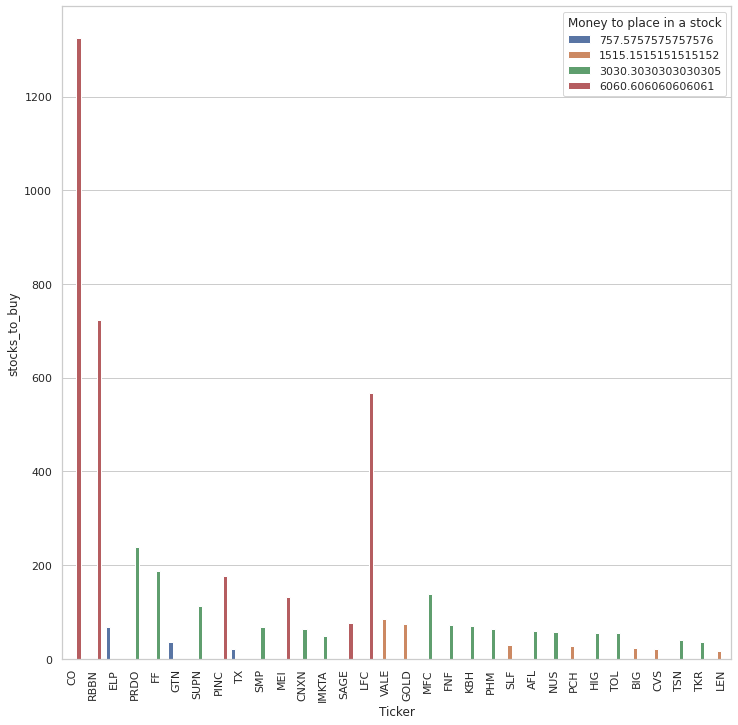 Money to place in a stock
757.5757575757576
1515.1515151515152
3030.3030303030305
6060.606060606061
stocks_to_buy
1200
1000
800
600
400
200
0
CO
RBBN
ELP
PRDO
FF
GTN
SUPN
PINC
TX
SMP
MEI
CNXN
IMKTA
SAGE
LFC
VALE
GOLD
MFC
FNF
KBH
PHM
SLF
AFL
NUS
PCH
HIG
TOL
BIG
CVS
TSN
TKR
LEN
Ticker